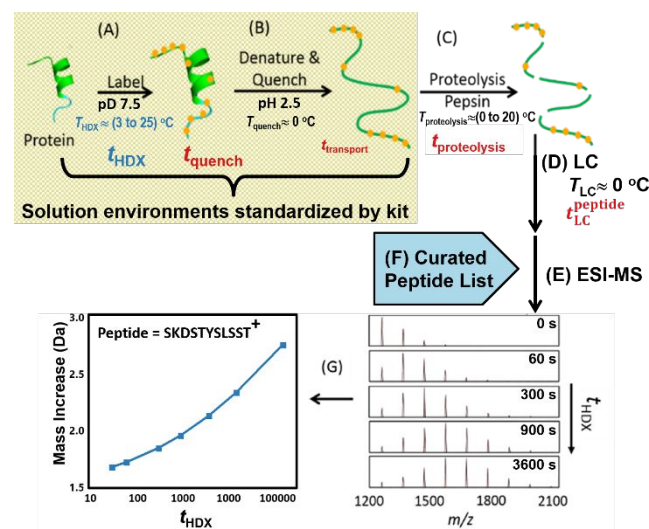 (A)
Label
pD 7.5
T_HDX ≈ (3 to 25) °C
t_HDX
Protein
(B)
Denature &
Quench
pH 2.5
T_quench ≈ 0 °C
t_quench
t_transport
Solution environments standardized by kit
(C)
Proteolysis
Pepsin
T_proteolysis ≈ (0 to 20) °C
t_proteolysis
(D) LC
T_LC ≈ 0 °C
t_LC^peptide
(F) Curated
Peptide List
(E) ESI-MS
Mass Increase (Da)
3.0
2.5
2.0
1.5
Peptide = SKDSTYSLSST+
10
100
300
1000
1000
100000
t_HDX
(G)
0 s
60 s
300 s
900 s
3600 s
t_HDX
1200
1500
1800
2100
m/z